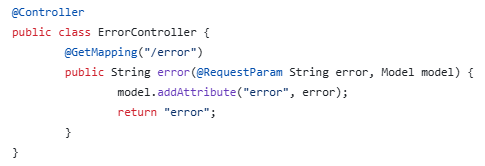 @Controller
public class ErrorController {
@GetMapping("/error")
public String error(@RequestParam String error, Model model) {
model.addAttribute("error", error);
return "error";
}
}